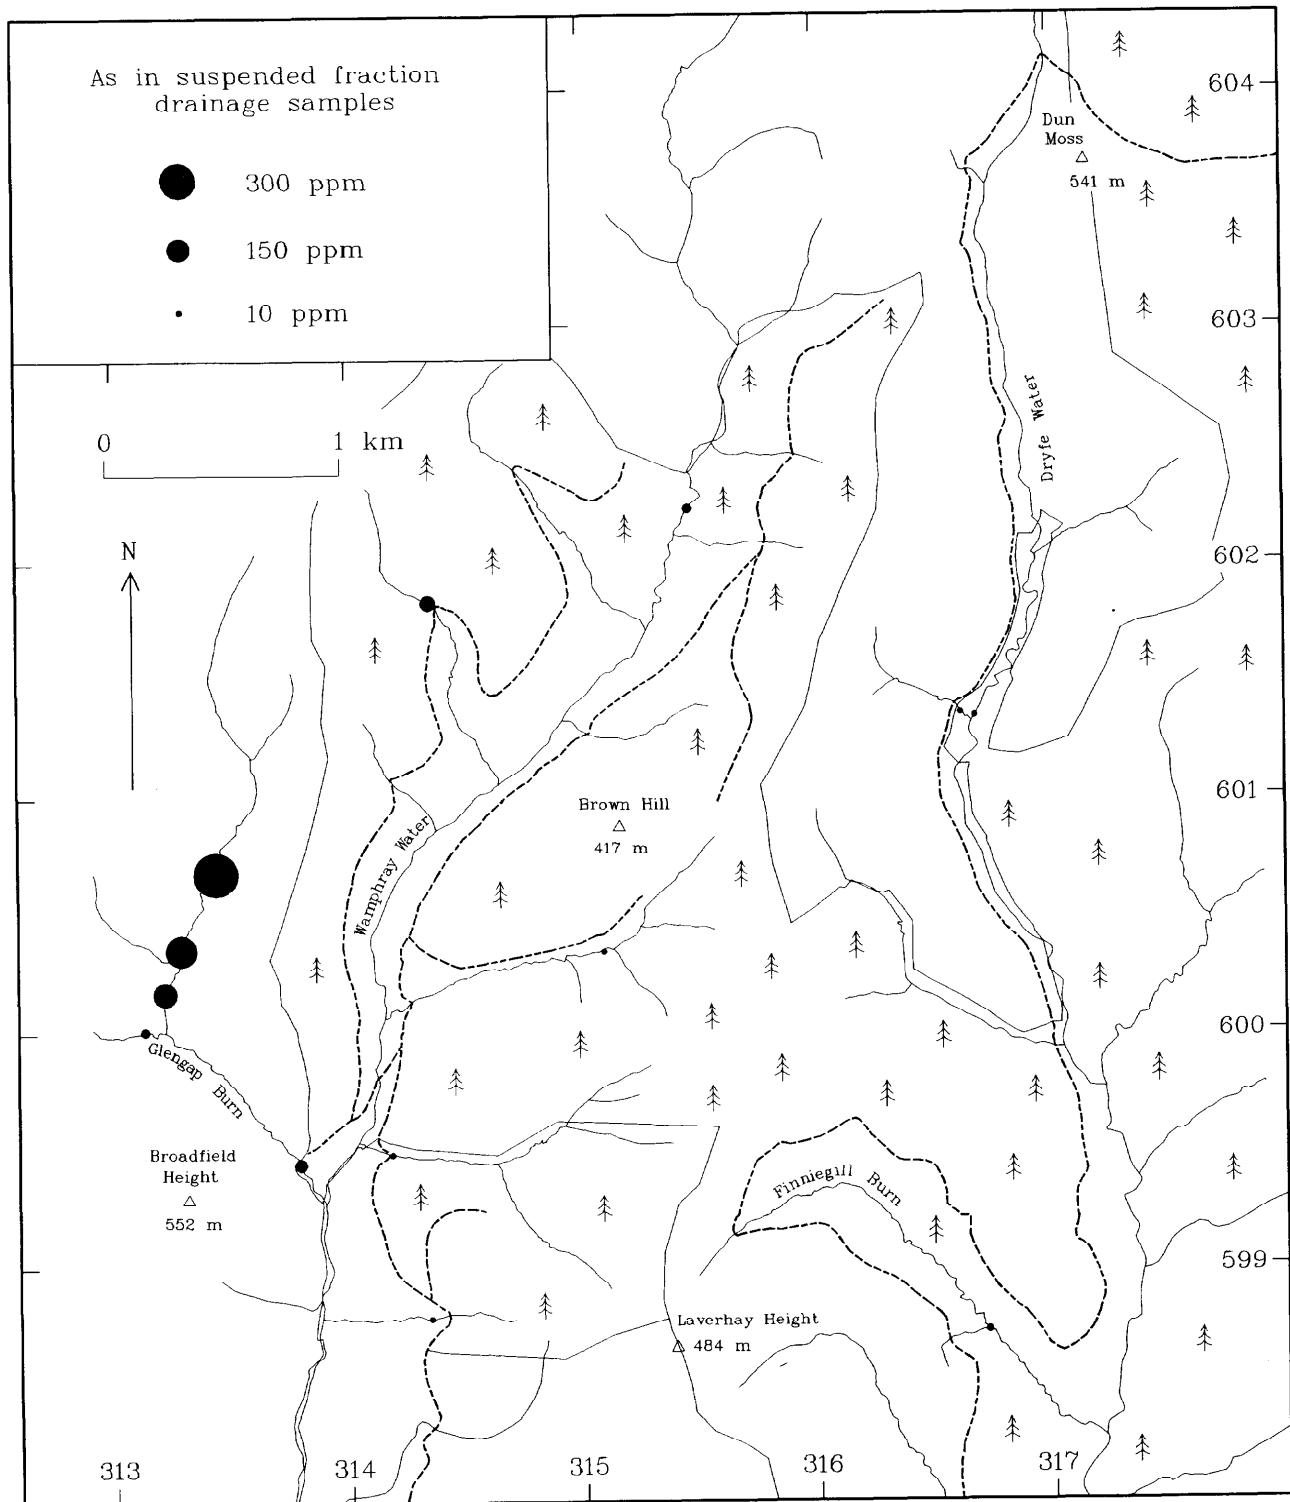 As in suspended fraction
drainage samples
300 ppm
150 ppm
10 ppm
0 1 km
N
604
Dun
Moss
541 m
603
Dryfe Water
602
601
Brown Hill
417 m
Wamphray Water
600
Glengap Burn
Broadfield
Height
552 m
Finniegill Burn
599
Laverhay Height
484 m
313 314 315 316 317